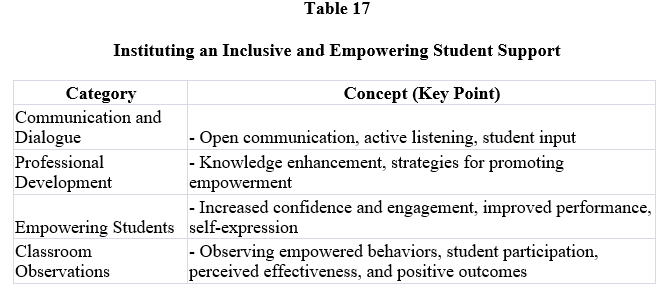 Table 17
Instituting an Inclusive and Empowering Student Support
Category
Concept (Key Point)
Communication and
Dialogue
- Open communication, active listening, student input
Professional
Development
- Knowledge enhancement, strategies for promoting
empowerment
Empowering Students
- Increased confidence and engagement, improved performance,
self-expression
Classroom
Observations
- Observing empowered behaviors, student participation,
perceived effectiveness, and positive outcomes